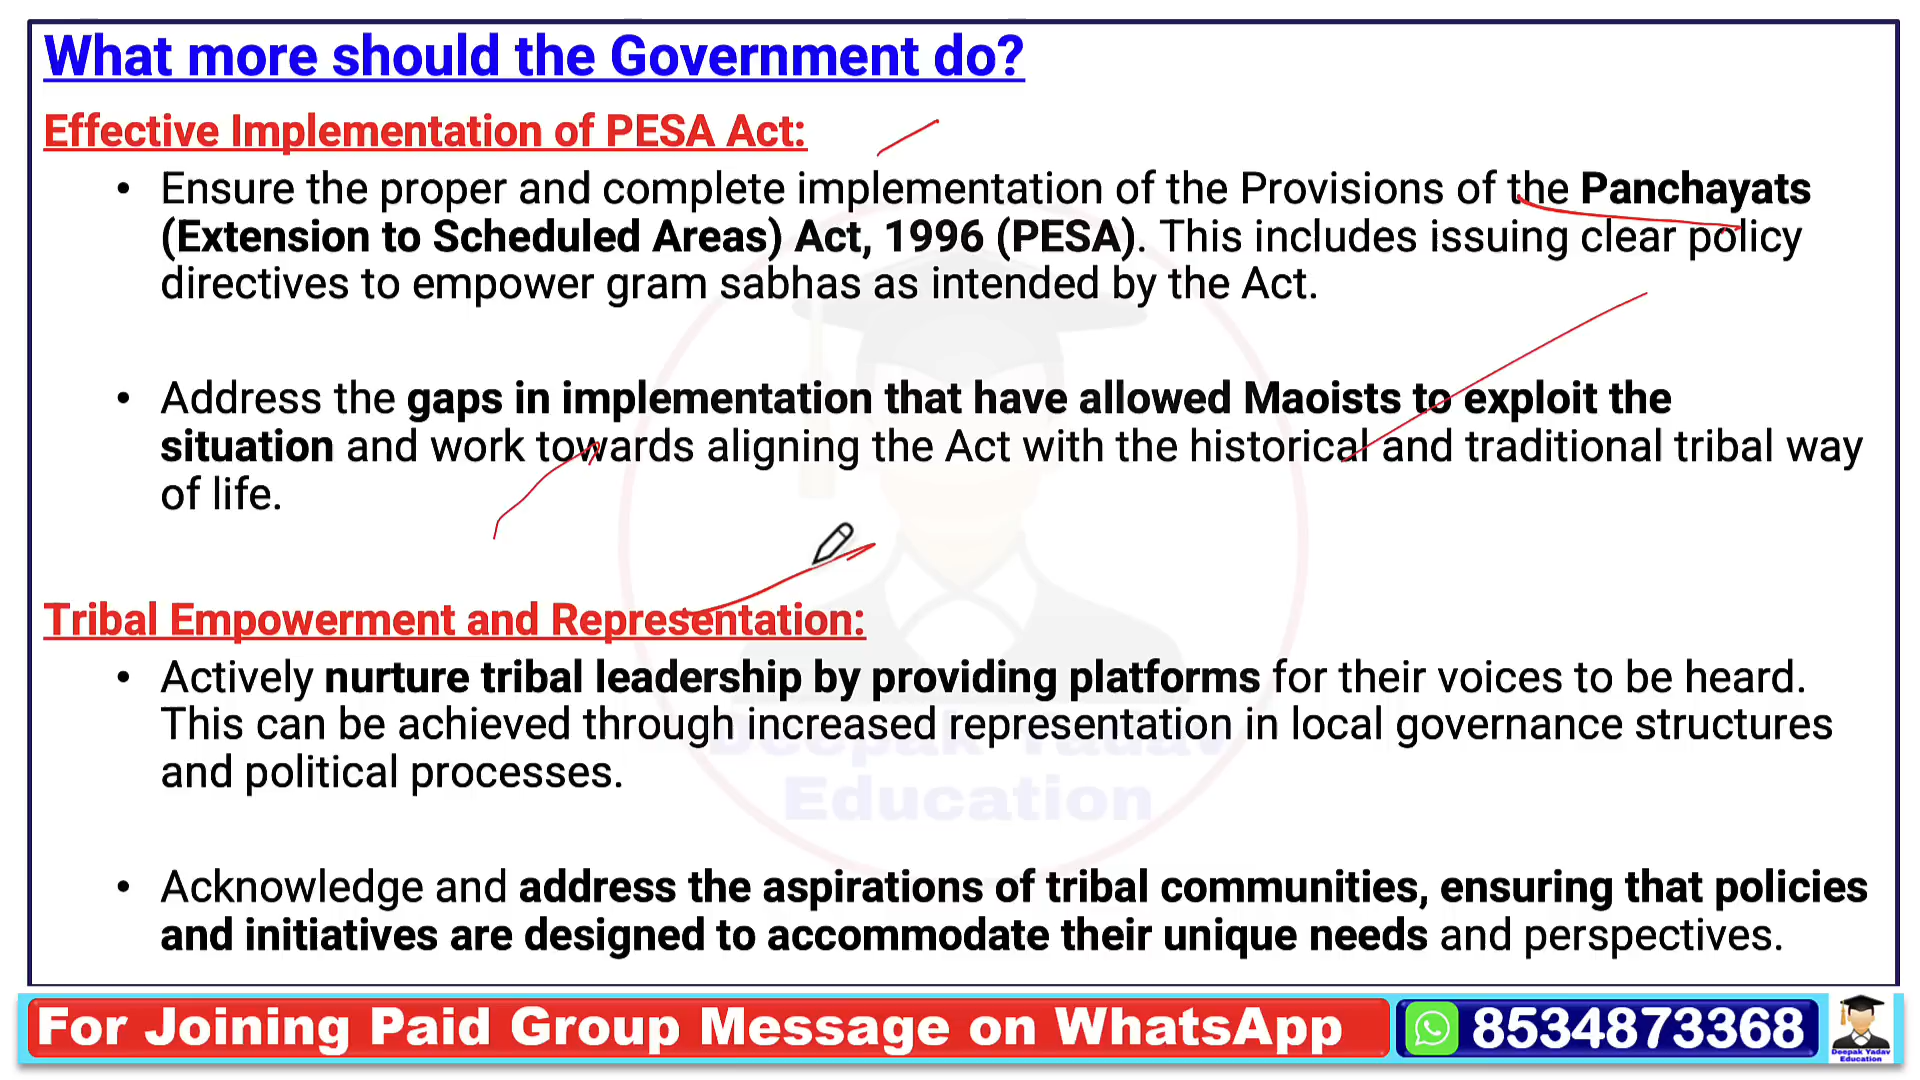 What more should the Government do?
Effective Implementation of PESA Act:
• Ensure the proper and complete implementation of the Provisions of the Panchayats
(Extension to Scheduled Areas) Act, 1996 (PESA). This includes issuing clear policy
directives to empower gram sabhas as intended by the Act.
• Address the gaps in implementation that have allowed Maoists to exploit the
situation and work towards aligning the Act with the historical and traditional tribal way
of life.
Tribal Empowerment and Representation:
• Actively nurture tribal leadership by providing platforms for their voices to be heard.
This can be achieved through increased representation in local governance structures
and political processes.
Deepak Yadav
Education
• Acknowledge and address the aspirations of tribal communities, ensuring that policies
and initiatives are designed to accommodate their unique needs and perspectives.
For Joining Paid Group Message on WhatsApp
8534873368
Deepak Yadav
Education